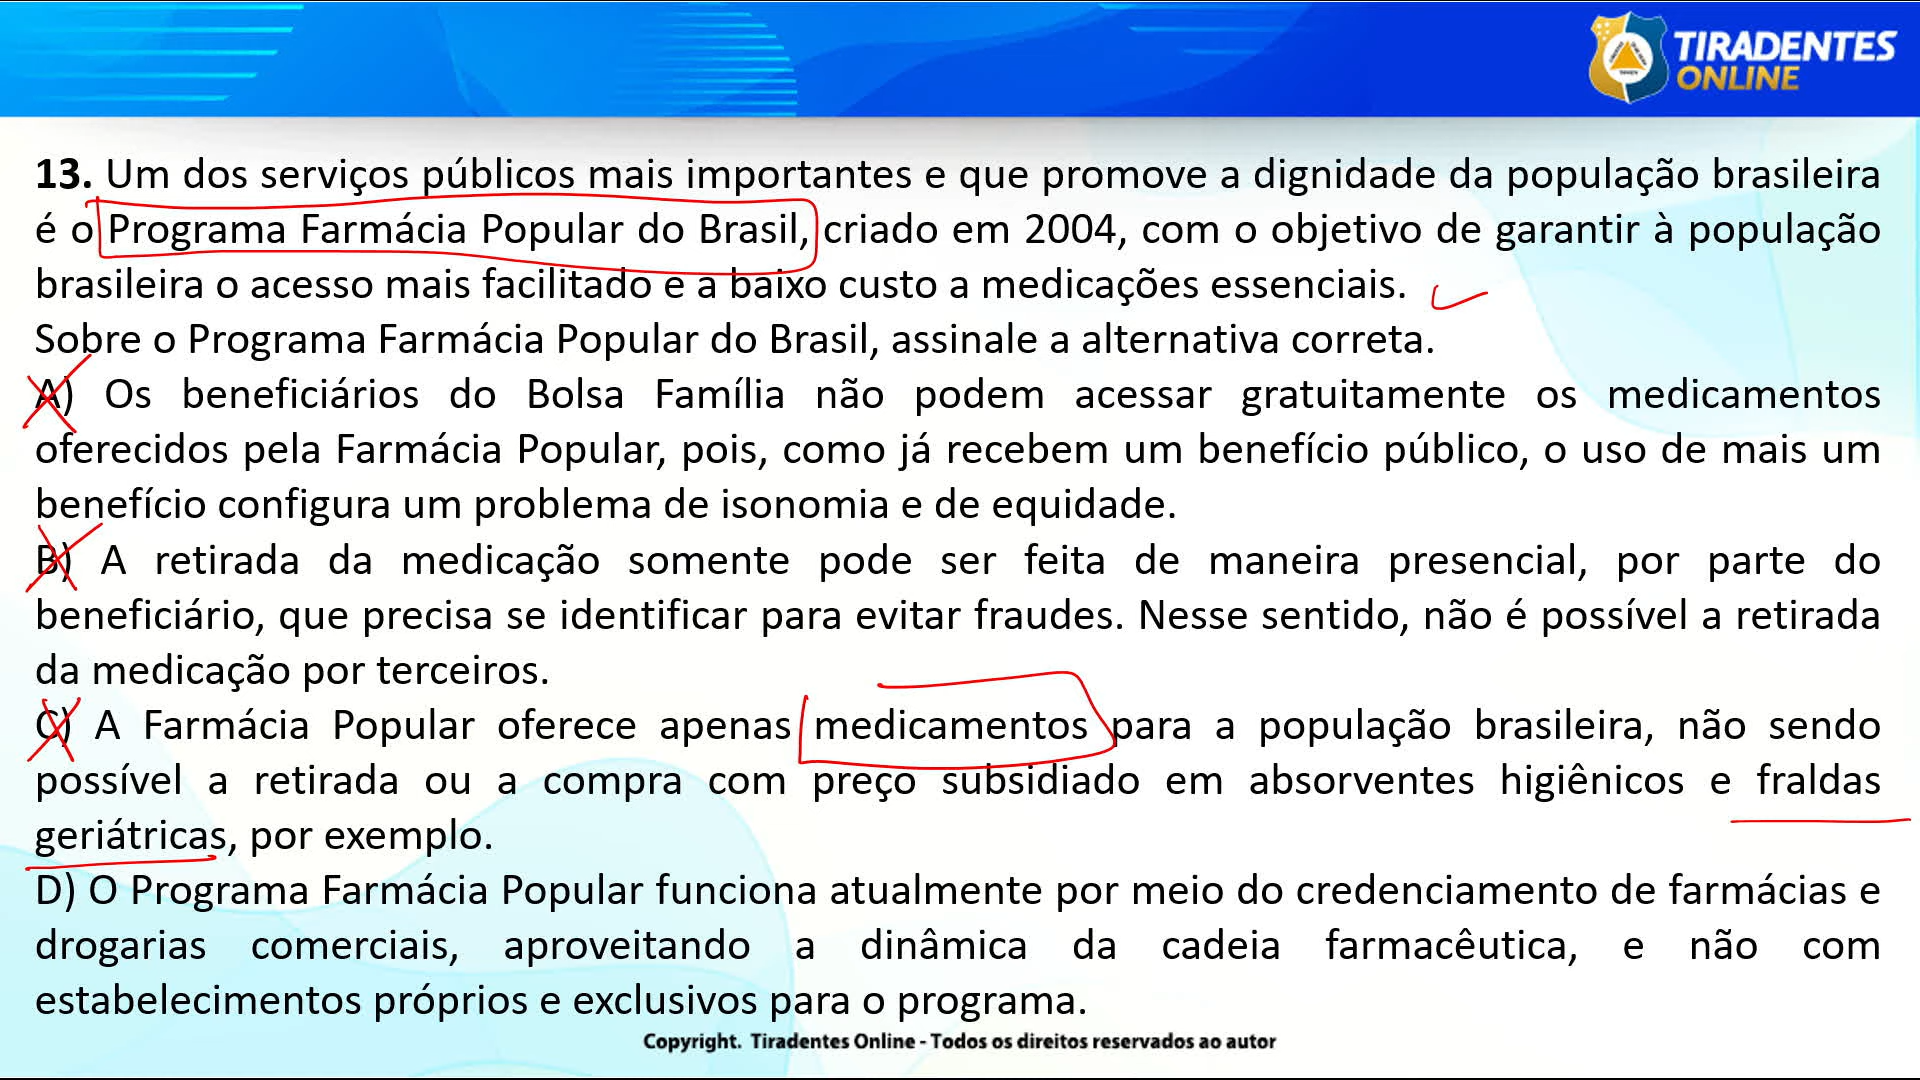 TIRADENTES
ONLINE
13. Um dos serviços públicos mais importantes e que promove a dignidade da população brasileira
é o Programa Farmácia Popular do Brasil, criado em 2004, com o objetivo de garantir à população
brasileira o acesso mais facilitado e a baixo custo a medicações essenciais.
Sobre o Programa Farmácia Popular do Brasil, assinale a alternativa correta.
A) Os beneficiários do Bolsa Família não podem acessar gratuitamente os medicamentos
oferecidos pela Farmácia Popular, pois, como já recebem um benefício público, o uso de mais um
benefício configura um problema de isonomia e de equidade.
B) A retirada da medicação somente pode ser feita de maneira presencial, por parte do
beneficiário, que precisa se identificar para evitar fraudes. Nesse sentido, não é possível a retirada
da medicação por terceiros.
C) A Farmácia Popular oferece apenas medicamentos para a população brasileira, não sendo
possível a retirada ou a compra com preço subsidiado em absorventes higiênicos e fraldas
geriátricas, por exemplo.
D) O Programa Farmácia Popular funciona atualmente por meio do credenciamento de farmácias e
drogarias comerciais, aproveitando a dinâmica da cadeia farmacêutica, e não com
estabelecimentos próprios e exclusivos para o programa.
Copyright. Tiradentes Online - Todos os direitos reservados ao autor